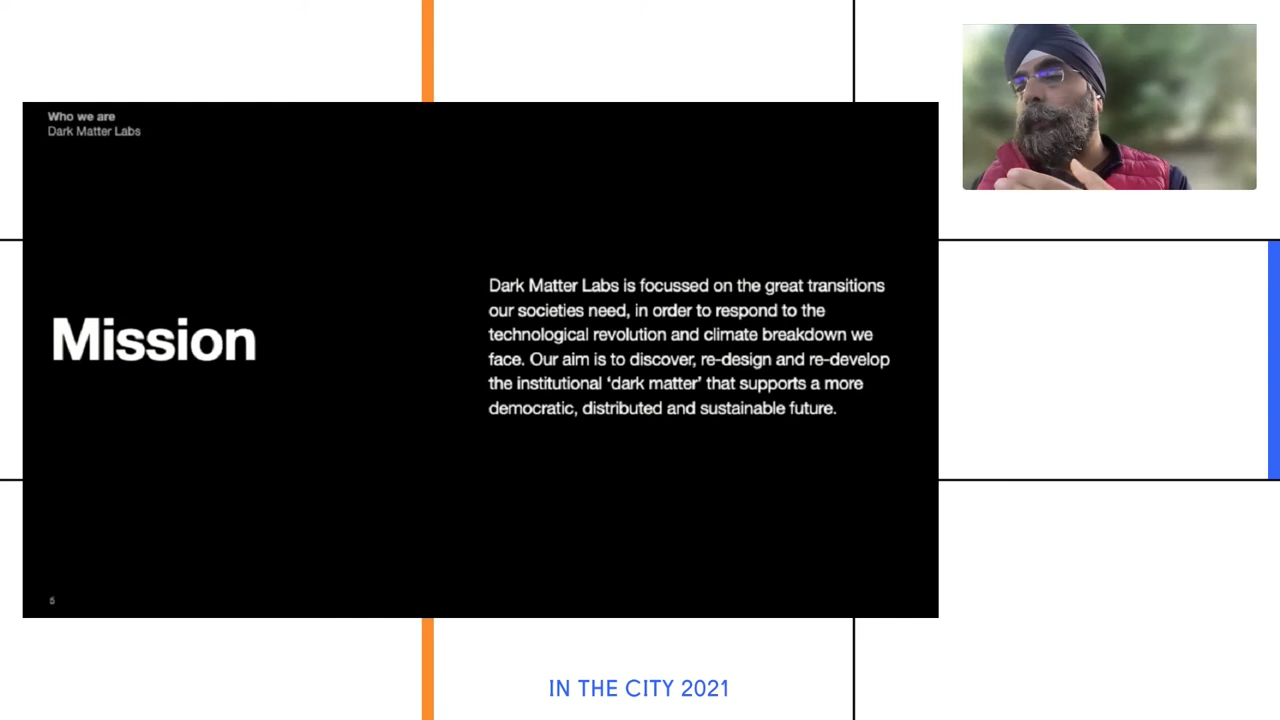 Who we are
Dark Matter Labs
Mission
Dark Matter Labs is focussed on the great transitions
our societies need, in order to respond to the
technological revolution and climate breakdown we
face. Our aim is to discover, re-design and re-develop
the institutional ‘dark matter’ that supports a more
democratic, distributed and sustainable future.
5
IN THE CITY 2021